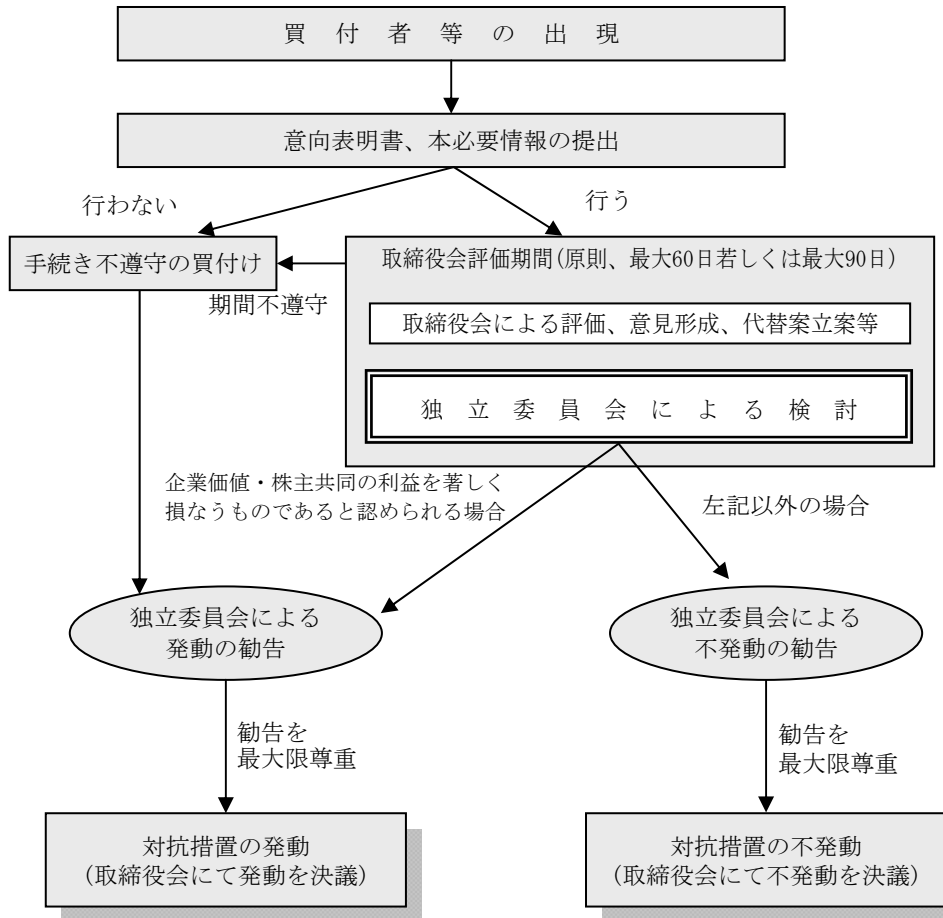 買付者等の出現
意向表明書、本必要情報の提出
行わない
行う
手続き不遵守の買付け
取締役会評価期間(原則、最大60日若しくは最大90日)
期間不遵守
取締役会による評価、意見形成、代替案立案等
独立委員会による検討
企業価値・株主共同の利益を著しく
損なうものであると認められる場合
左記以外の場合
独立委員会による
発動の勧告
独立委員会による
不発動の勧告
勧告を
最大限尊重
勧告を
最大限尊重
対抗措置の発動
(取締役会にて発動を決議)
対抗措置の不発動
(取締役会にて不発動を決議)